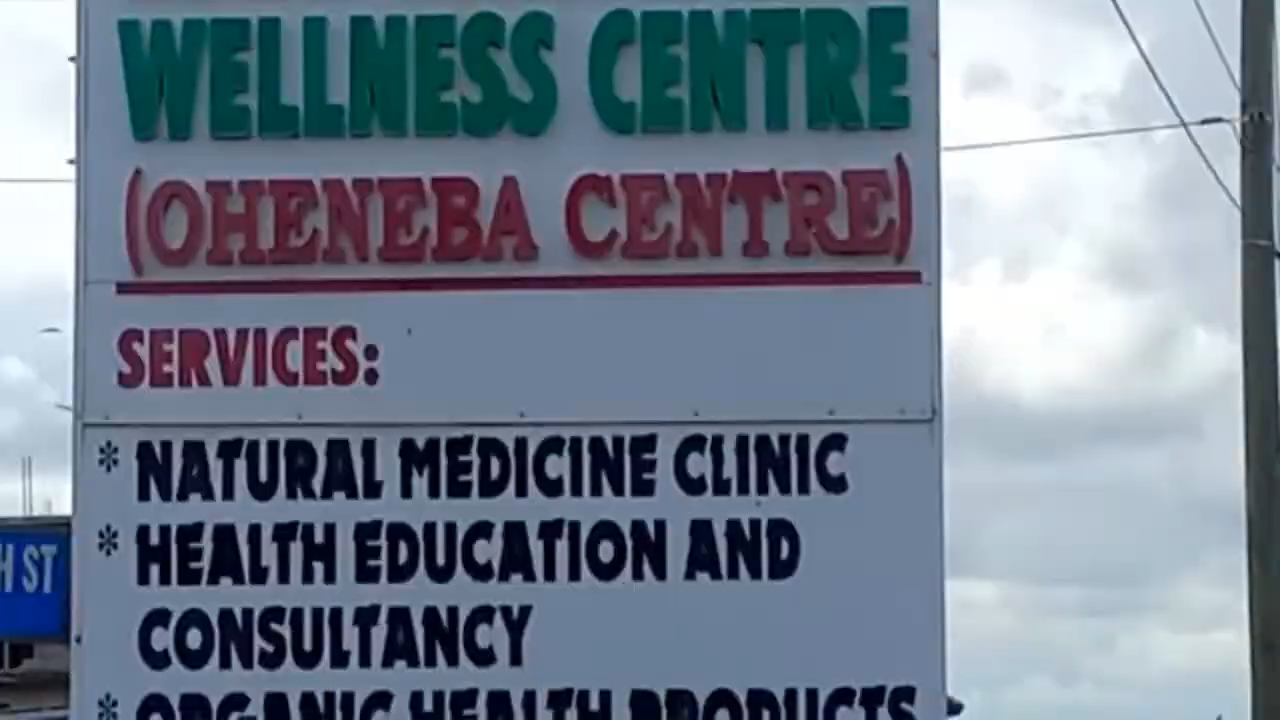 WELLNESS CENTRE
(OHENEBA CENTRE)
SERVICES:
* NATURAL MEDICINE CLINIC
* HEALTH EDUCATION AND
CONSULTANCY
* ORGANIC HEALTH PRODUCTS
H ST